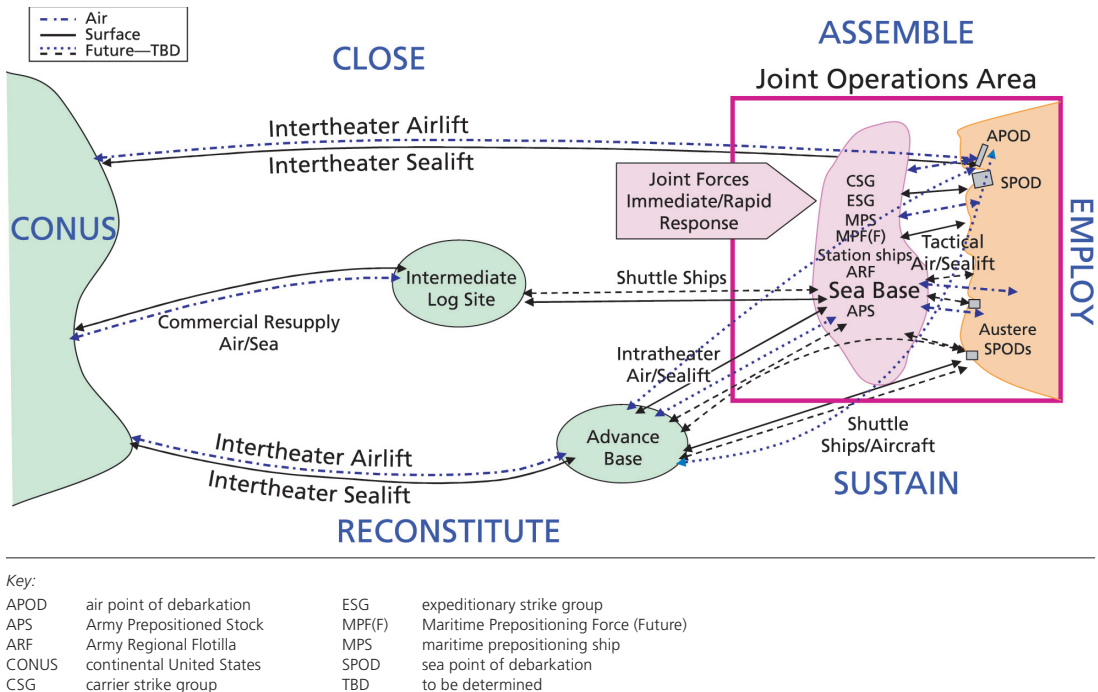 Air
Surface
Future—TBD
CLOSE
ASSEMBLE
Joint Operations Area
Intertheater Airlift
Intertheater Sealift
Joint Forces
Immediate/Rapid
Response
APOD
SPOD
CSG
ESG
MPS
MPF(F)
Station ships
ARF
Sea Base
APS
Tactical
Air/Sealift
EMPLOY
CONUS
Intermediate
Log Site
Shuttle Ships
Commercial Resupply
Air/Sea
Austere
SPODs
Intratheater
Air/Sealift
Advance
Base
Shuttle
Ships/Aircraft
Intertheater Airlift
Intertheater Sealift
SUSTAIN
RECONSTITUTE
Key:
APOD air point of debarkation
APS Army Prepositioned Stock
ARF Army Regional Flotilla
CONUS continental United States
CSG carrier strike group
ESG expeditionary strike group
MPF(F) Maritime Prepositioning Force (Future)
MPS maritime prepositioning ship
SPOD sea point of debarkation
TBD to be determined